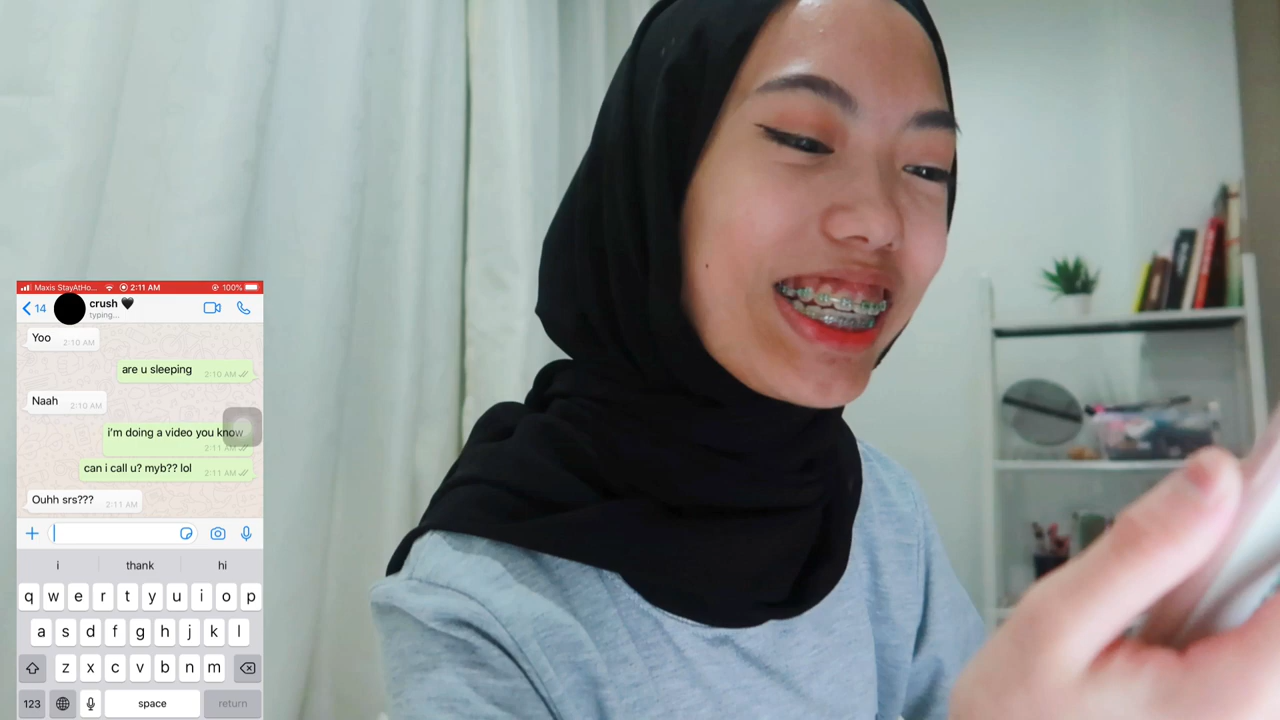 Maxis StayAtHo... 2:11 AM 100%
14 crush 🖤
typing...
Yoo 2:10 AM
are u sleeping 2:10 AM
Naah 2:10 AM
i'm doing a video you know
2:11 AM
can i call u? myb?? lol 2:11 AM
Ouhh srs??? 2:11 AM
i thank hi
q w e r t y u i o p
a s d f g h j k l
z x c v b n m
123 space return